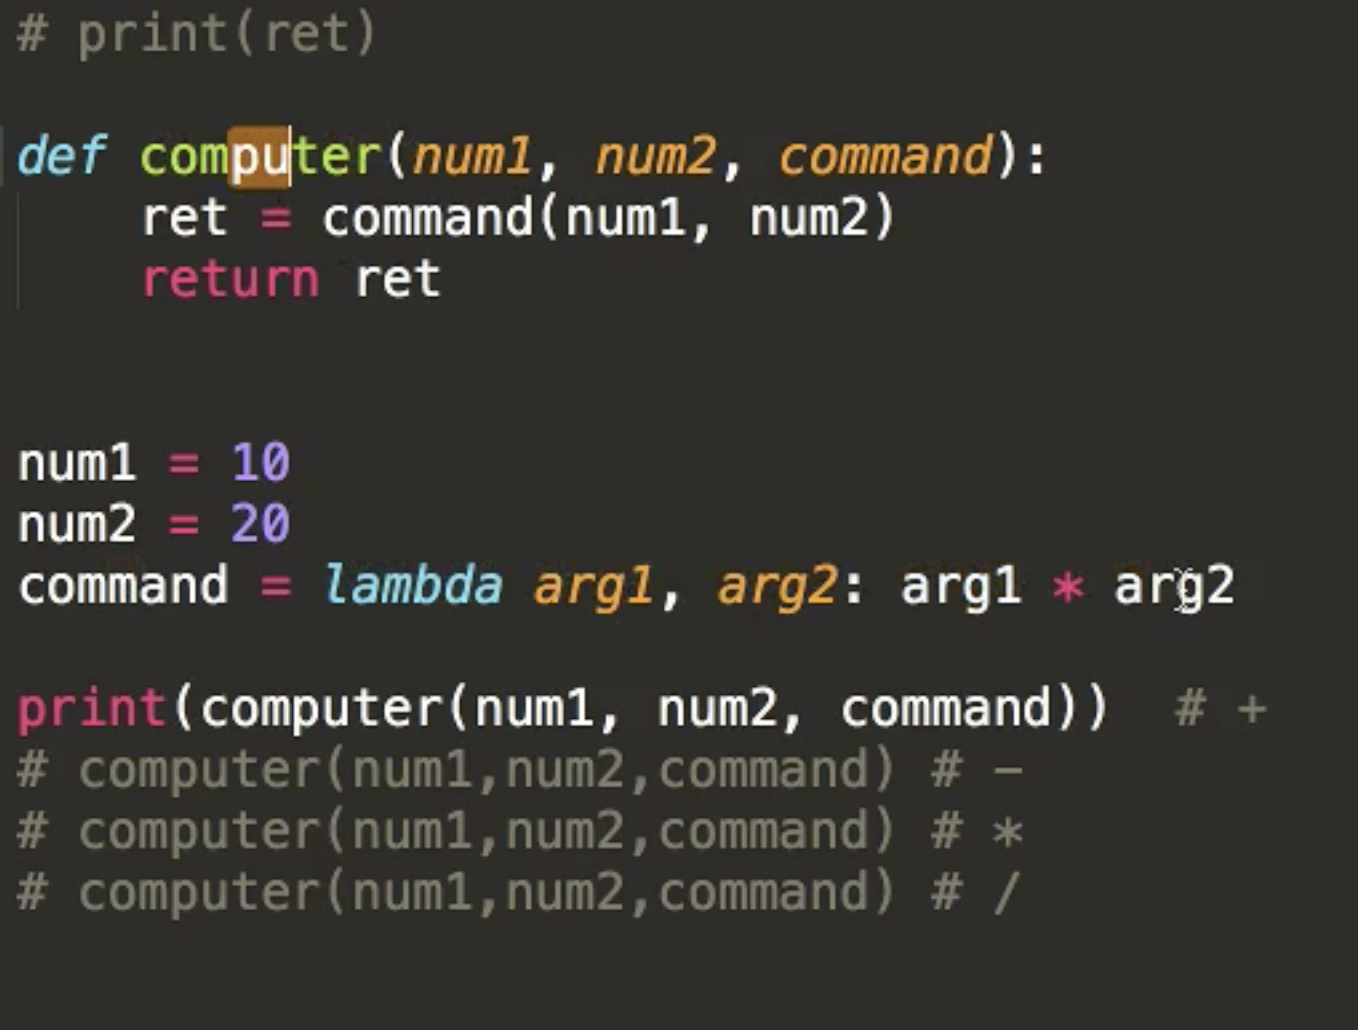 # print(ret)
def computer(num1, num2, command):
ret = command(num1, num2)
return ret
num1 = 10
num2 = 20
command = lambda arg1, arg2: arg1 * arg2
print(computer(num1, num2, command))  # +
# computer(num1,num2,command) # -
# computer(num1,num2,command) # *
# computer(num1,num2,command) # /